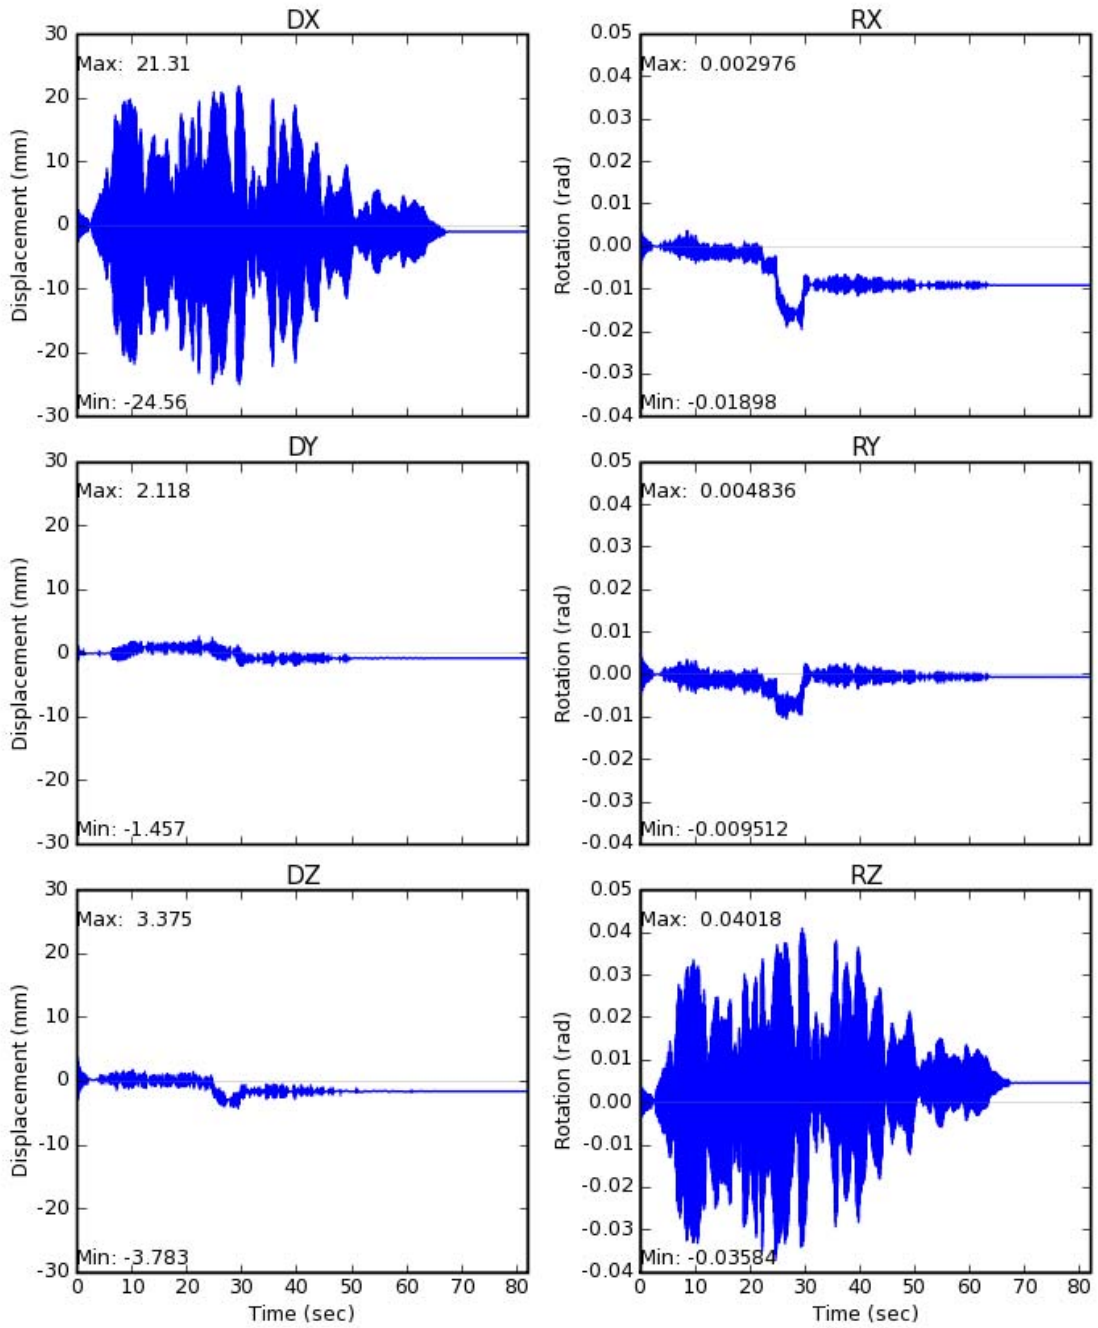 DX
30
20
10
0
-10
-20
-30
Displacement (mm)
Max: 21.31
Min: -24.56
RX
0.05
0.04
0.03
0.02
0.01
0.00
-0.01
-0.02
-0.03
-0.04
Rotation (rad)
Max: 0.002976
Min: -0.01898
DY
30
20
10
0
-10
-20
-30
Displacement (mm)
Max: 2.118
Min: -1.457
RY
0.05
0.04
0.03
0.02
0.01
0.00
-0.01
-0.02
-0.03
-0.04
Rotation (rad)
Max: 0.004836
Min: -0.009512
DZ
30
20
10
0
-10
-20
-30
Displacement (mm)
Max: 3.375
Min: -3.783
0 10 20 30 40 50 60 70 80
Time (sec)
RZ
0.05
0.04
0.03
0.02
0.01
0.00
-0.01
-0.02
-0.03
-0.04
Rotation (rad)
Max: 0.04018
Min: -0.03584
0 10 20 30 40 50 60 70 80
Time (sec)